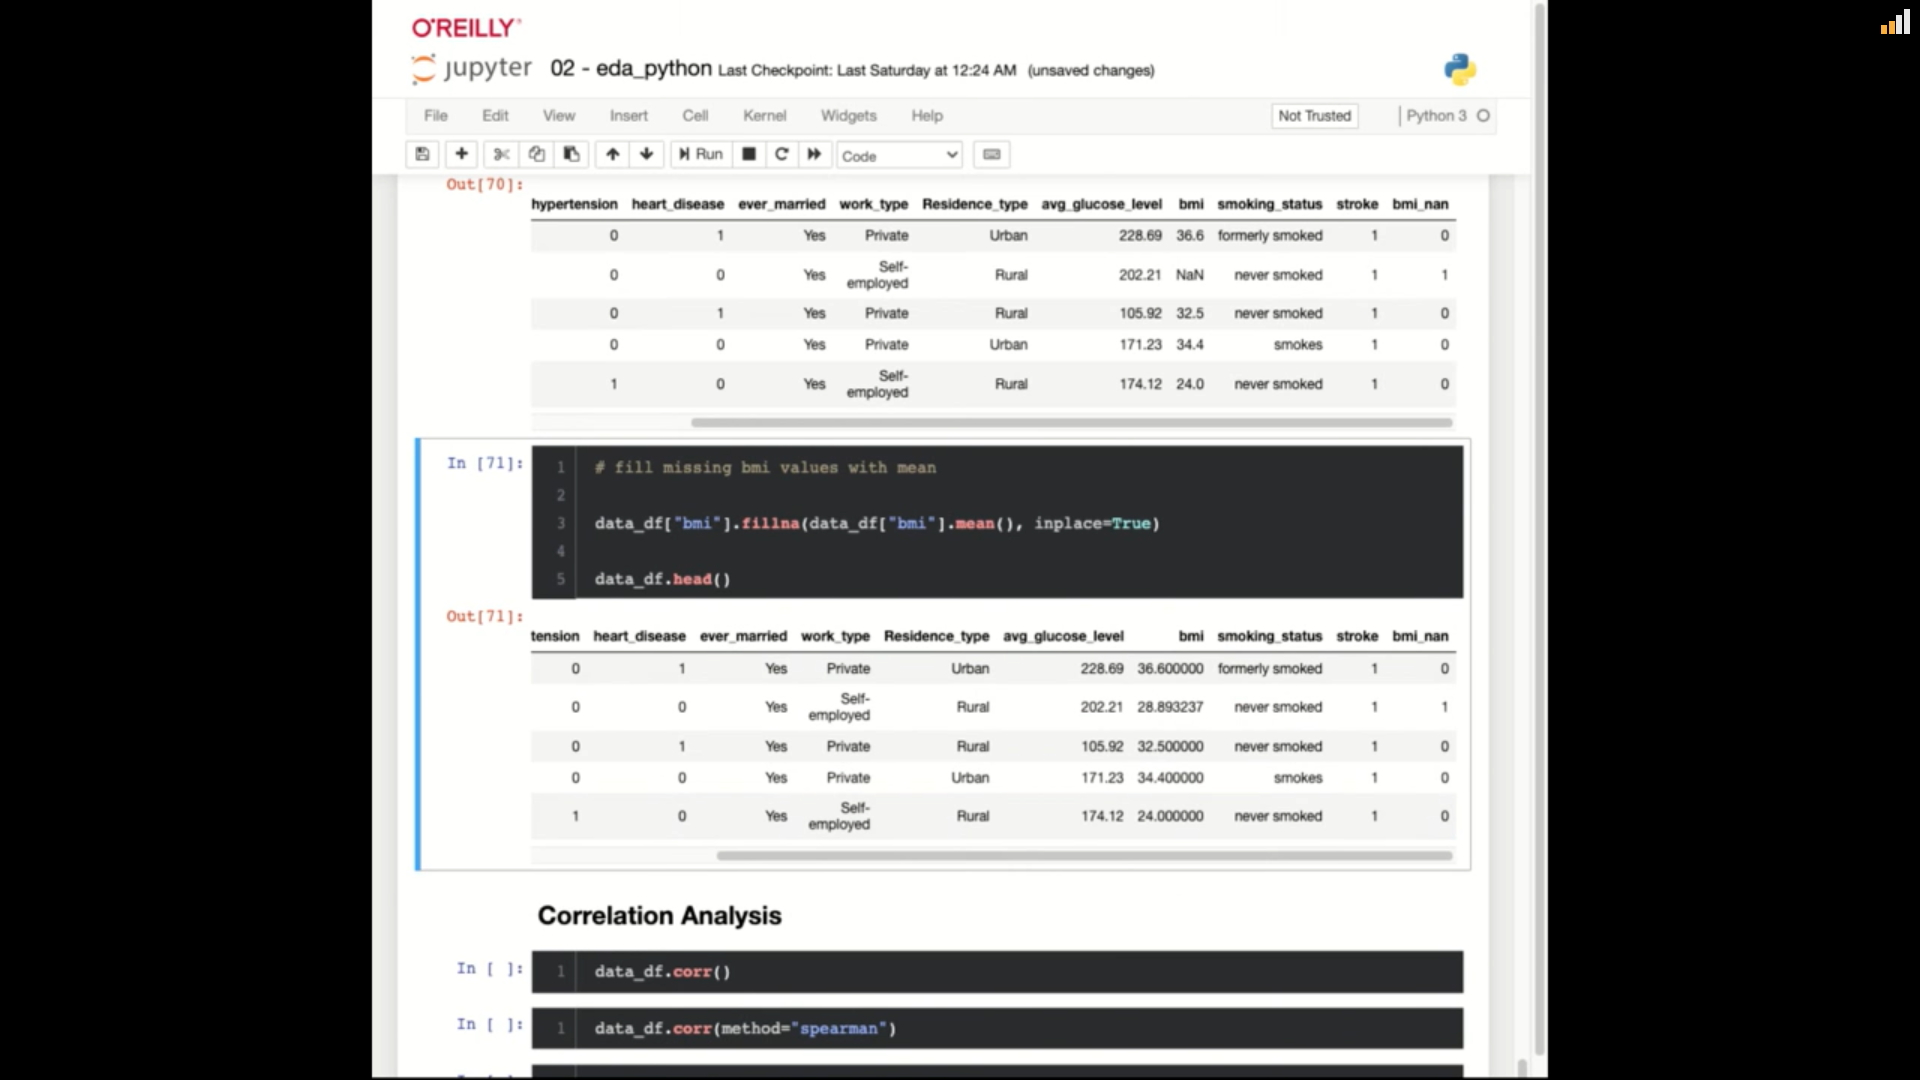 O'REILLY®
jupyter 02 - eda_python Last Checkpoint: Last Saturday at 12:24 AM (unsaved changes)
File Edit View Insert Cell Kernel Widgets Help Not Trusted Python 3
Run Code
Out[70]:
hypertension heart_disease ever_married work_type Residence_type avg_glucose_level bmi smoking_status stroke bmi_nan
0 1 Yes Private Urban 228.69 36.6 formerly smoked 1 0
0 0 Yes Self-employed Rural 202.21 NaN never smoked 1 1
0 1 Yes Private Rural 105.92 32.5 never smoked 1 0
0 0 Yes Private Urban 171.23 34.4 smokes 1 0
1 0 Yes Self-employed Rural 174.12 24.0 never smoked 1 0
In [71]:
1 # fill missing bmi values with mean
2
3 data_df["bmi"].fillna(data_df["bmi"].mean(), inplace=True)
4
5 data_df.head()
Out[71]:
tension heart_disease ever_married work_type Residence_type avg_glucose_level bmi smoking_status stroke bmi_nan
0 1 Yes Private Urban 228.69 36.600000 formerly smoked 1 0
0 0 Yes Self-employed Rural 202.21 28.893237 never smoked 1 1
0 1 Yes Private Rural 105.92 32.500000 never smoked 1 0
0 0 Yes Private Urban 171.23 34.400000 smokes 1 0
1 0 Yes Self-employed Rural 174.12 24.000000 never smoked 1 0
Correlation Analysis
In [ ]: 1 data_df.corr()
In [ ]: 1 data_df.corr(method="spearman")